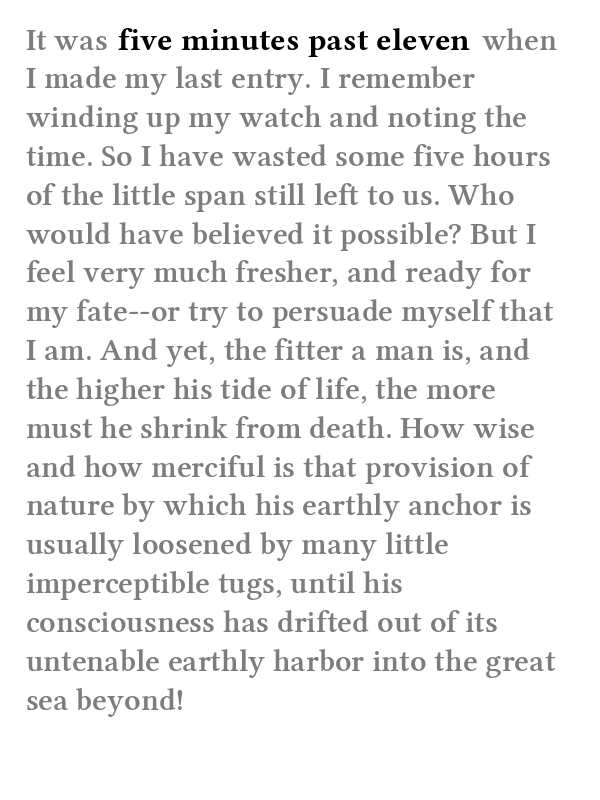 It was five minutes past eleven when
I made my last entry. I remember
winding up my watch and noting the
time. So I have wasted some five hours
of the little span still left to us. Who
would have believed it possible? But I
feel very much fresher, and ready for
my fate--or try to persuade myself that
I am. And yet, the fitter a man is, and
the higher his tide of life, the more
must he shrink from death. How wise
and how merciful is that provision of
nature by which his earthly anchor is
usually loosened by many little
imperceptible tugs, until his
consciousness has drifted out of its
untenable earthly harbor into the great
sea beyond!